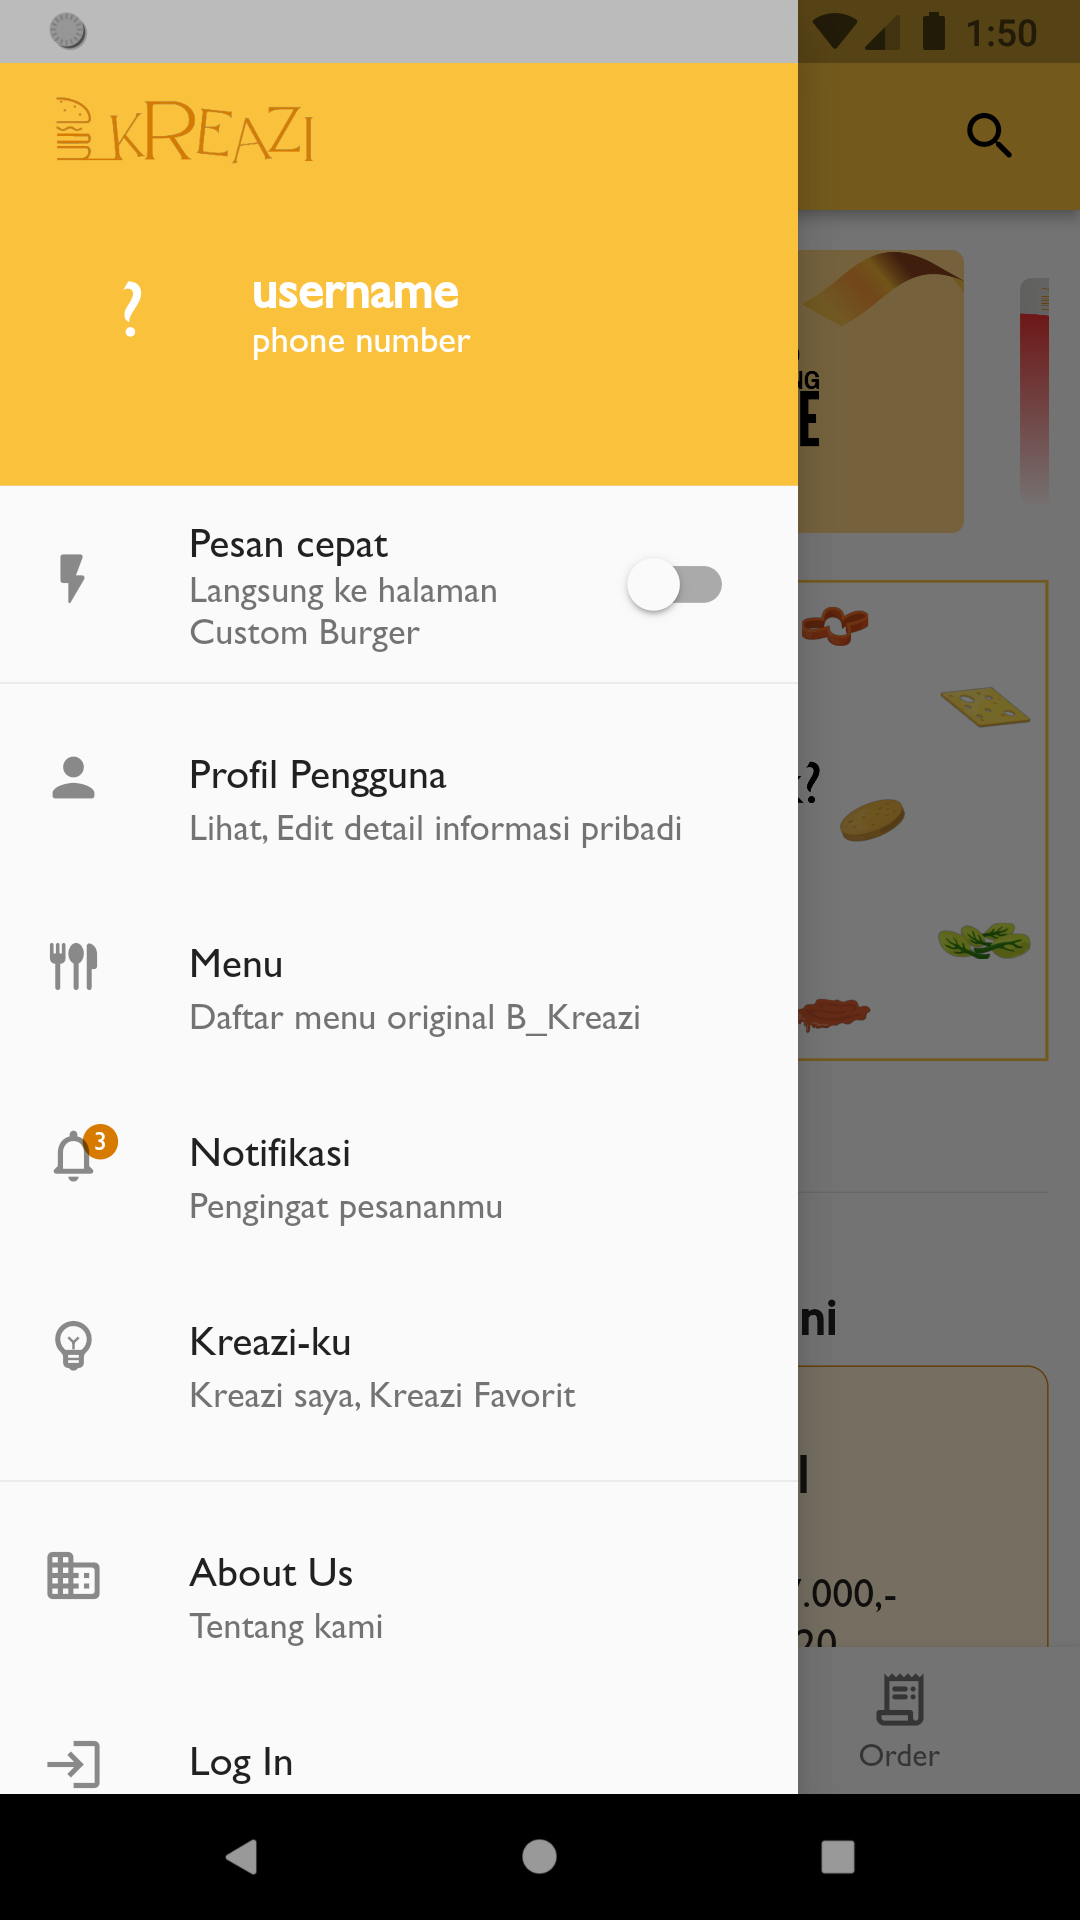 1:50
KREAZI
?
username
phone number
NG
E
Pesan cepat
Langsung ke halaman
Custom Burger
Profil Pengguna
Lihat, Edit detail informasi pribadi
?
Menu
Daftar menu original B_Kreazi
3
Notifikasi
Pengingat pesananmu
ni
Kreazi-ku
Kreazi saya, Kreazi Favorit
l
About Us
Tentang kami
.000,-
20
Log In
Order